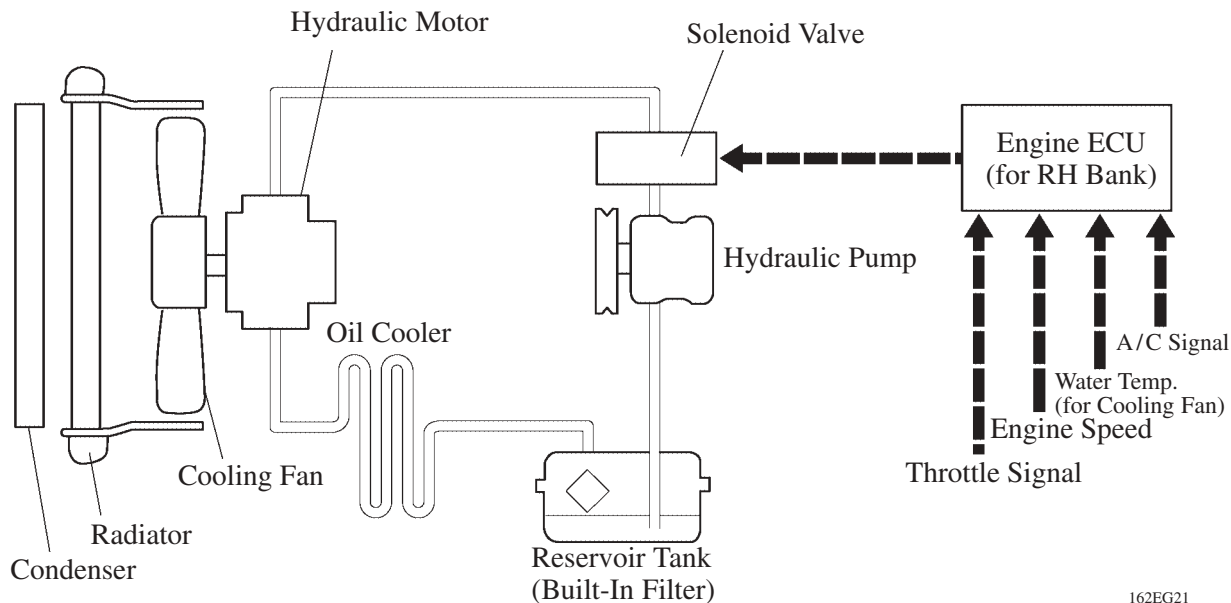 Hydraulic Motor
Solenoid Valve
Engine ECU
(for RH Bank)
Hydraulic Pump
Oil Cooler
A/C Signal
Water Temp.
(for Cooling Fan)
Engine Speed
Throttle Signal
Cooling Fan
Radiator
Condenser
Reservoir Tank
(Built-In Filter)
162EG21